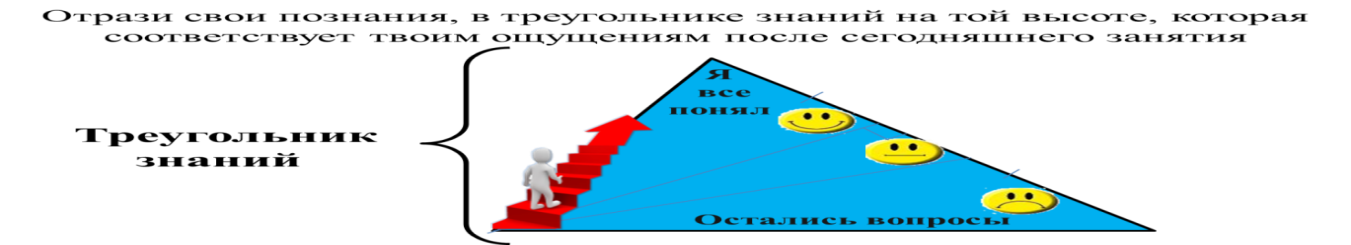 Отрази свои познания, в треугольнике знаний на той высоте, которая
соответствует твоим ощущениям после сегодняшнего занятия
Треугольник
знаний
Я
все
понял
Остались вопросы